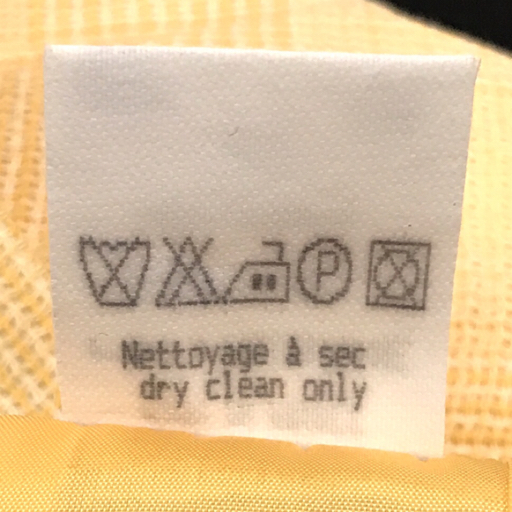 P
Nettoyage à sec
dry clean only